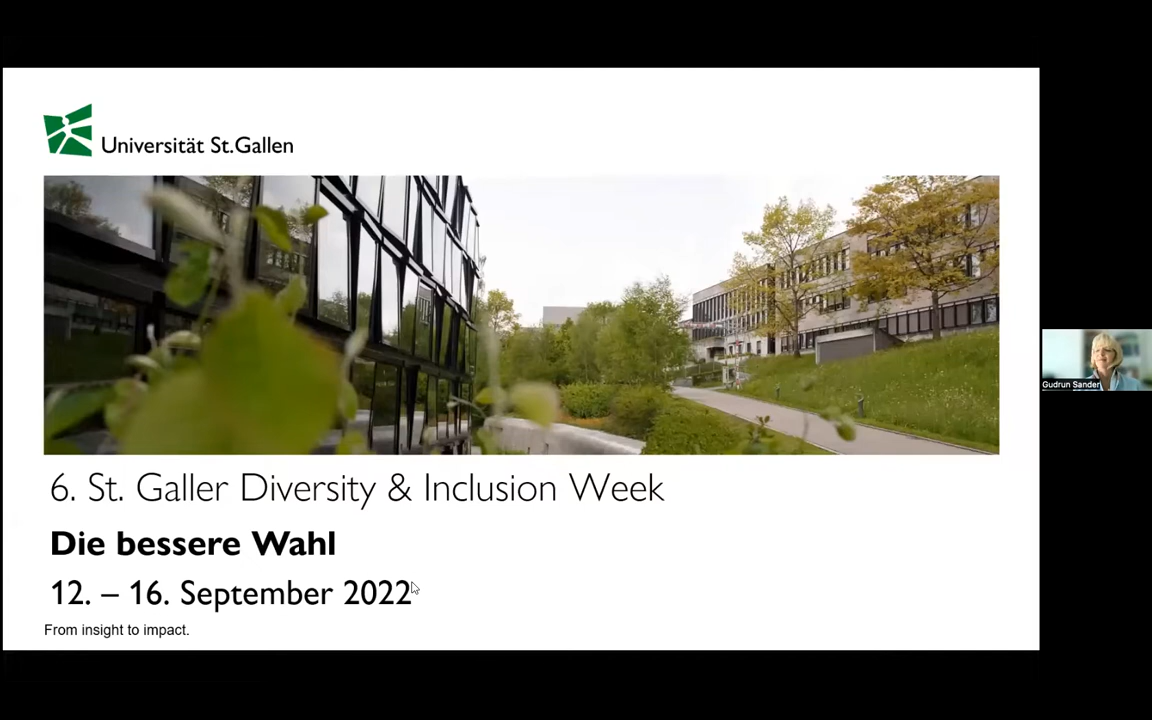 Universität St.Gallen
6. St. Galler Diversity & Inclusion Week
Die bessere Wahl
12. – 16. September 2022
From insight to impact.
Gudrun Sander